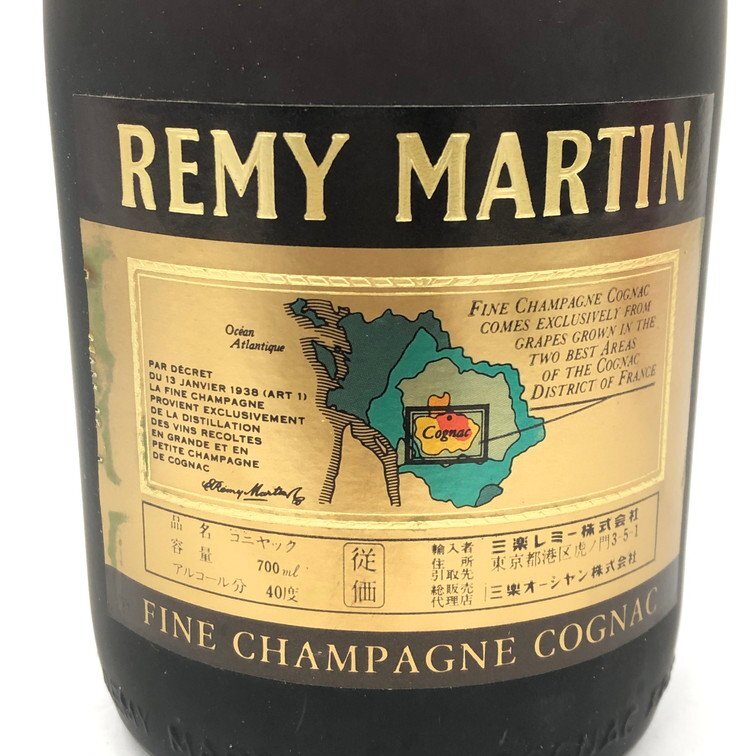 REMY MARTIN
FINE CHAMPAGNE COGNAC
COMES EXCLUSIVELY FROM
GRAPES GROWN IN THE
TWO BEST AREAS
OF THE COGNAC
DISTRICT OF FRANCE
Océan
Atlantique
PAR DÉCRET
DU 13 JANVIER 1938 (ART 1)
LA FINE CHAMPAGNE
PROVIENT EXCLUSIVEMENT
DE LA DISTILLATION
DES VINS RECOLTES
EN GRANDE ET EN
PETITE CHAMPAGNE
DE COGNAC
Remy Martin
Cognac
品名 コニャック
容量 700ml
アルコール分 40度
従価
輸入者 三楽レミー株式会社
住所 東京都港区虎ノ門3-5-1
引取先
総販売 三楽オーシャン株式会社
代理店
FINE CHAMPAGNE COGNAC